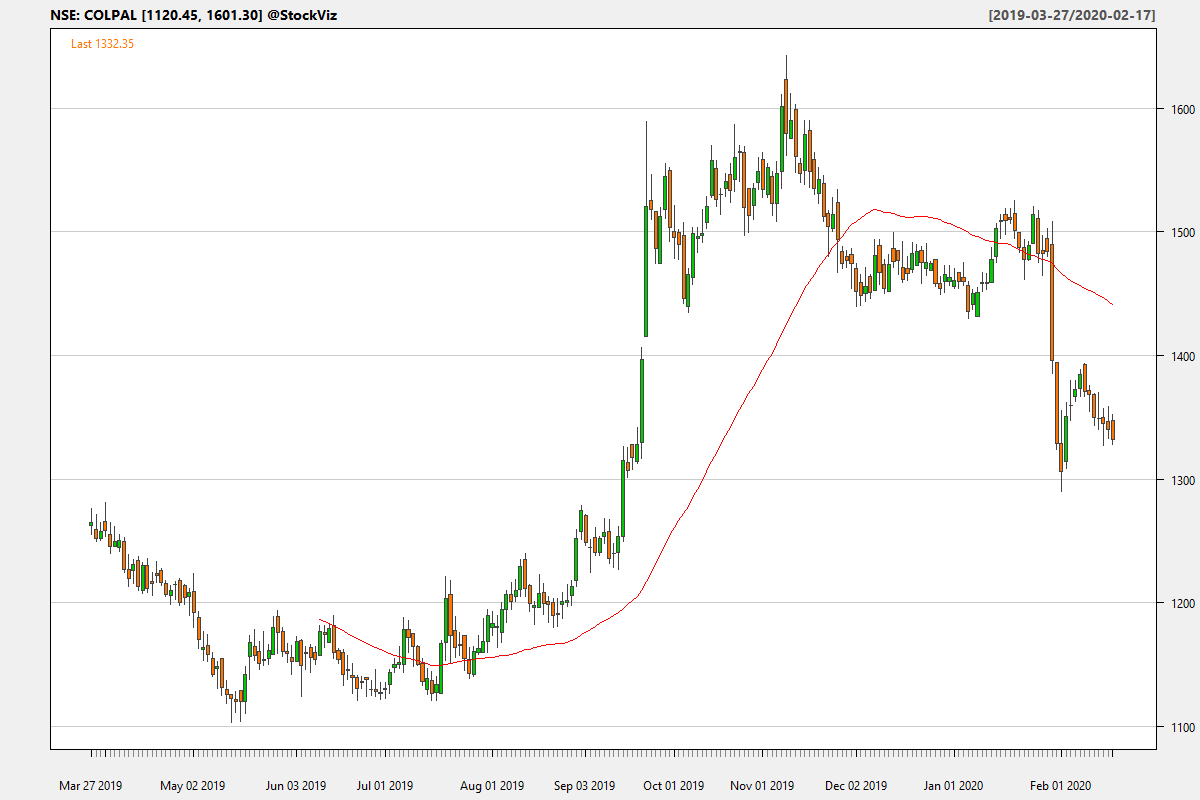 NSE: COLPAL [1120.45, 1601.30] @StockViz
[2019-03-27/2020-02-17]
Last 1332.35
1600
1500
1400
1300
1200
1100
Mar 27 2019 May 02 2019 Jun 03 2019 Jul 01 2019 Aug 01 2019 Sep 03 2019 Oct 01 2019 Nov 01 2019 Dec 02 2019 Jan 01 2020 Feb 01 2020